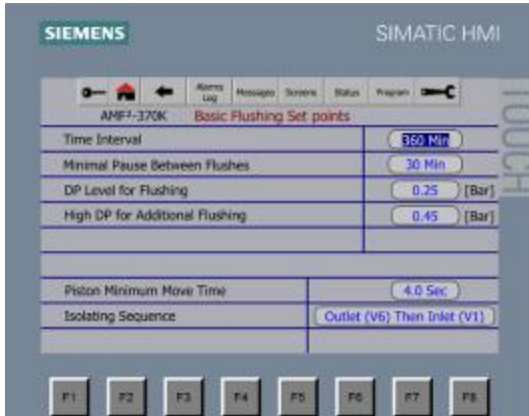 SIEMENS
SIMATIC HMI
TOUCH
Alarms Log Messages Screens Status Program
AMF²-370K Basic Flushing Set points
Time Interval 360 Min
Minimal Pause Between Flushes 30 Min
DP Level for Flushing 0.25 [Bar]
High DP for Additional Flushing 0.45 [Bar]
Piston Minimum Move Time 4.0 Sec
Isolating Sequence Outlet (V6) Then Inlet (V1)
F1 F2 F3 F4 F5 F6 F7 F8